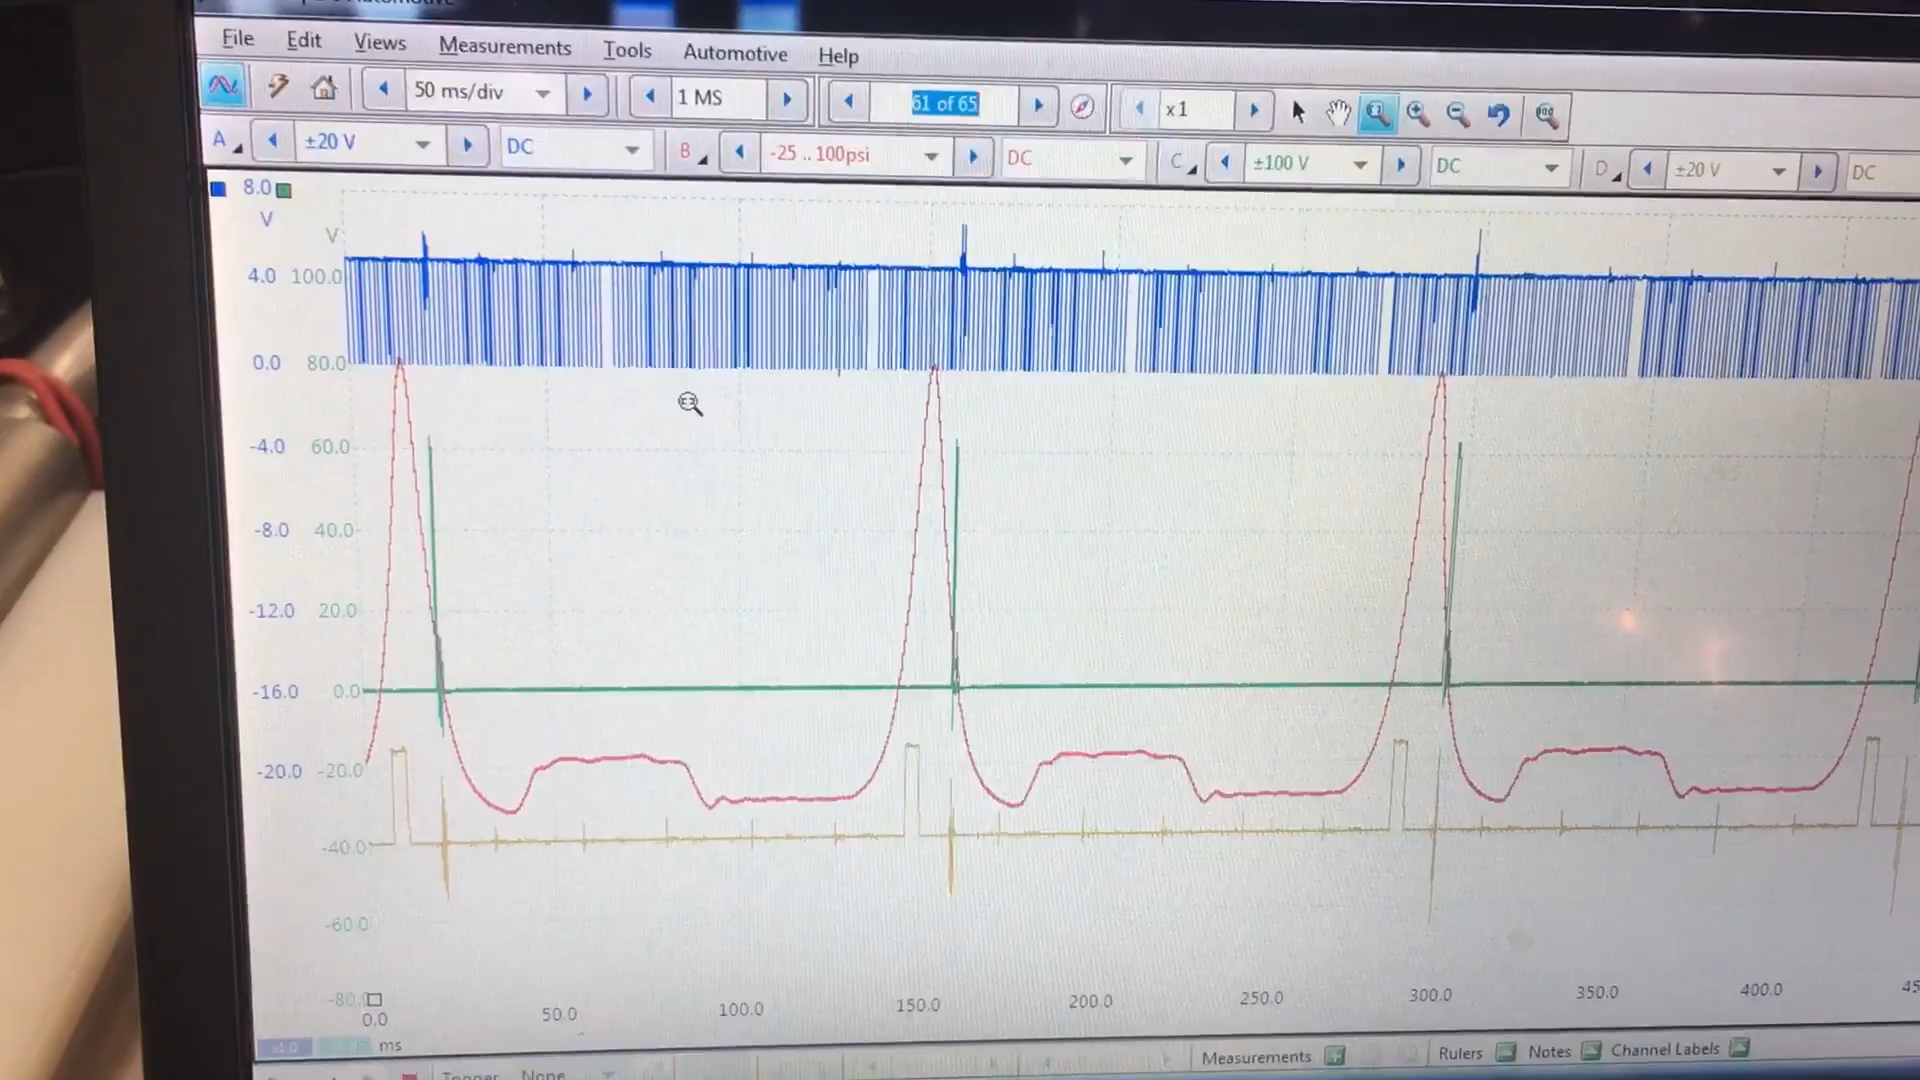 File Edit Views Measurements Tools Automotive Help
50 ms/div 1 MS 61 of 65 x1
A ±20 V DC B -25 .. 100psi DC C ±100 V DC D ±20 V DC
8.0
V
V
4.0 100.0
0.0 80.0
-4.0 60.0
-8.0 40.0
-12.0 20.0
-16.0 0.0
-20.0 -20.0
-40.0
-60.0
-80.0
0.0 50.0 100.0 150.0 200.0 250.0 300.0 350.0 400.0 45
ms
Measurements Rulers Notes Channel Labels
Trigger None